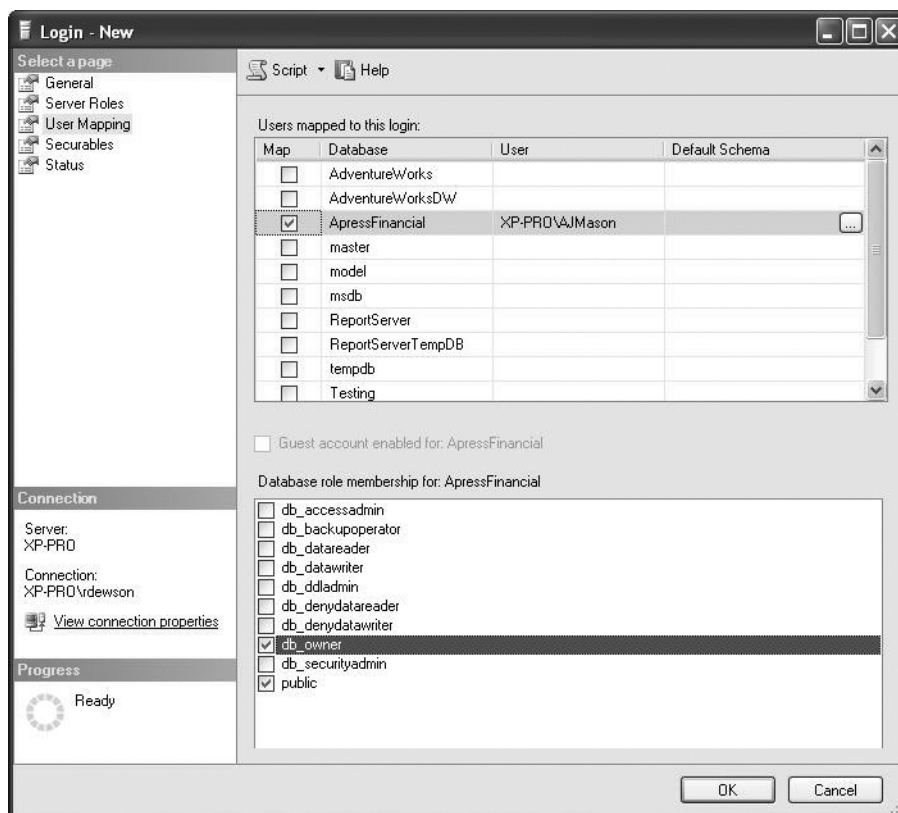 Login - New
Select a page
General
Server Roles
User Mapping
Securables
Status
Script
Help
Users mapped to this login:
Map Database User Default Schema
AdventureWorks
AdventureWorksDW
ApressFinancial XP-PRO\AJMason ...
master
model
msdb
ReportServer
ReportServerTempDB
tempdb
Testing
Guest account enabled for: ApressFinancial
Database role membership for: ApressFinancial
db_accessadmin
db_backupoperator
db_datareader
db_datawriter
db_ddladmin
db_denydatareader
db_denydatawriter
db_owner
db_securityadmin
public
Connection
Server:
XP-PRO
Connection:
XP-PRO\rdewson
View connection properties
Progress
Ready
OK
Cancel